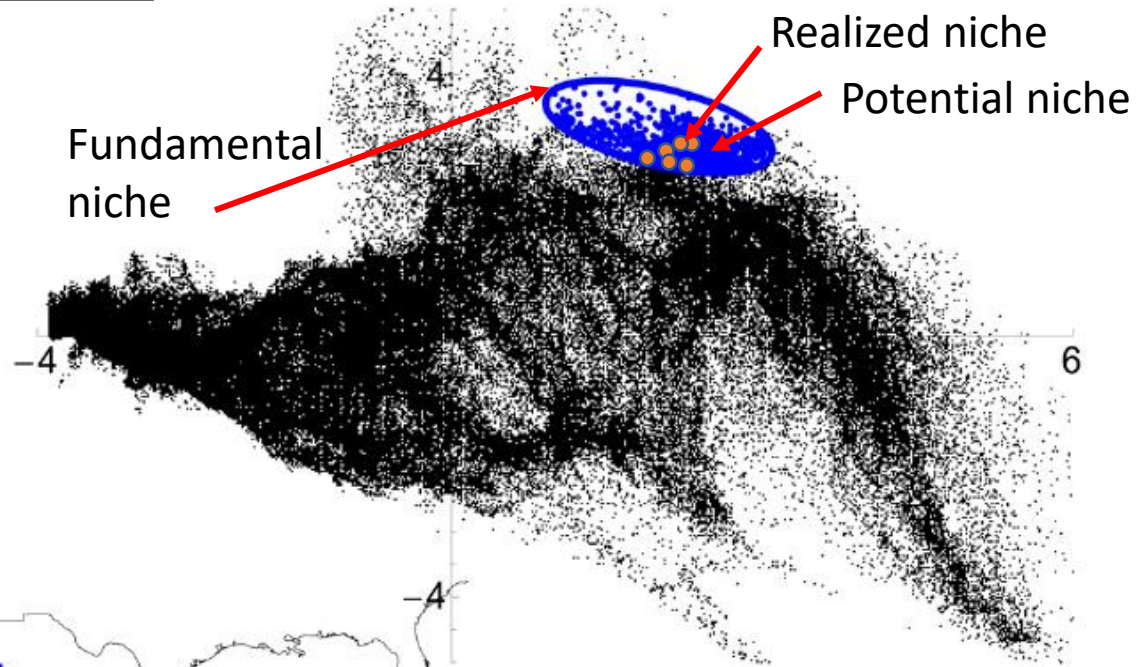 Realized niche
4
Potential niche
Fundamental
niche
−4
6
−4